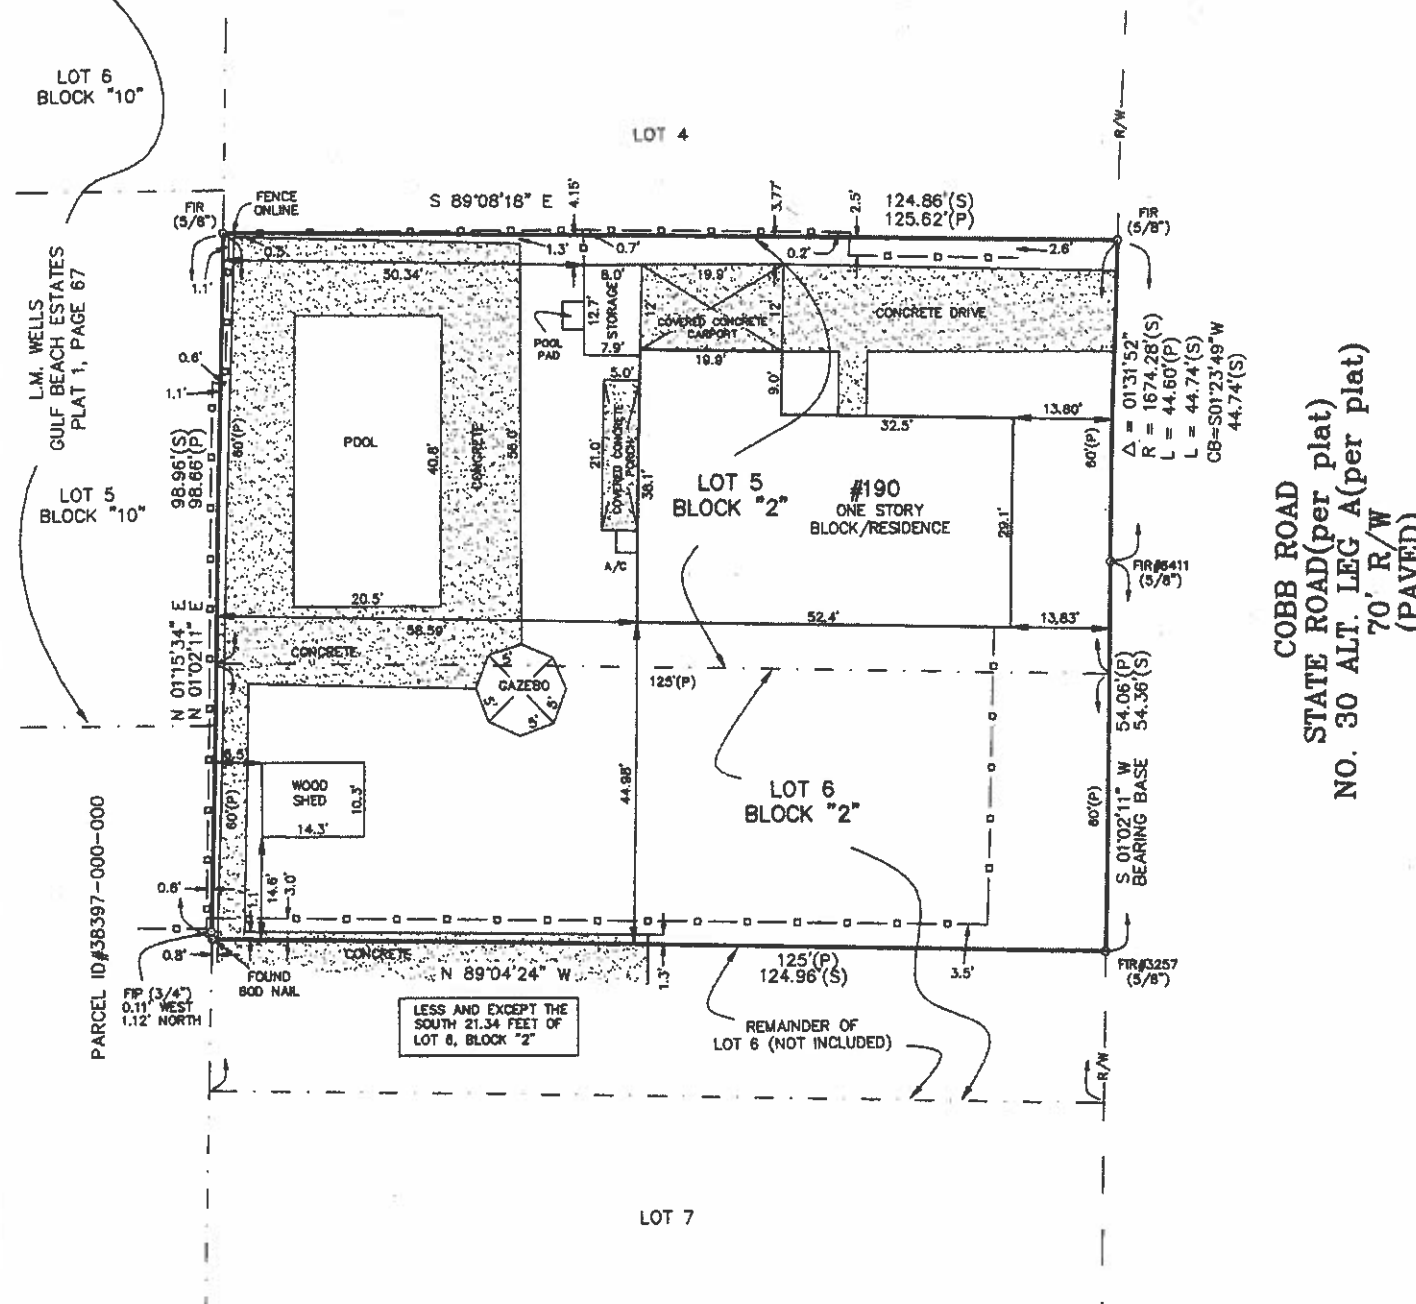 LOT 6
BLOCK "10"
LOT 4
S 89°08'18" E
4.15'
3.77'
2.5'
124.86'(S)
125.62'(P)
R/W
FIR
(5/8")
FENCE
ONLINE
FIR
(5/8")
0.5'
1.3'
0.7'
0.2'
2.6'
1.1'
50.34'
8.0'
19.9'
L.M. WELLS
GULF BEACH ESTATES
PLAT 1, PAGE 67
12.7'
STORAGE
12'
12'
COVERED CONCRETE
CARPORT
CONCRETE DRIVE
POOL
PAD
7.9'
19.9'
0.6'
1.1'
5.0'
9.0'
13.80'
32.5'
Δ = 01°31'52"
R = 1674.28'(S)
L = 44.60'(P)
L = 44.74'(S)
CB=S01°23'49"W
44.74'(S)
60'(P)
POOL
40.8'
CONCRETE
58.0'
21.0'
COVERED CONCRETE
PORCH
38.1'
60'(P)
98.96'(S)
98.66'(P)
LOT 5
BLOCK "10"
LOT 5
BLOCK "2"
#190
ONE STORY
BLOCK/RESIDENCE
29.1'
A/C
FIR#5411
(5/8")
COBB ROAD
STATE ROAD(per plat)
NO. 30 ALT. LEG A(per plat)
70' R/W
(PAVED)
20.5'
58.59'
52.4'
13.83'
N 01°15'34" E
N 01°02'11" E
CONCRETE
GAZEBO
5'
5'
5'
5'
125'(P)
54.06'(P)
54.36'(S)
S 01°02'11" W
BEARING BASE
WOOD
SHED
10.3'
14.3'
60'(P)
44.98'
LOT 6
BLOCK "2"
60'(P)
PARCEL ID#38397-000-000
0.6'
1.1'
14.6'
3.0'
0.8'
CONCRETE
N 89°04'24" W
1.3'
125'(P)
124.96'(S)
3.5'
FIR#3257
(5/8")
FOUND
BOD NAIL
FIP (3/4")
0.11' WEST
1.12' NORTH
LESS AND EXCEPT THE
SOUTH 21.34 FEET OF
LOT 6, BLOCK "2"
REMAINDER OF
LOT 6 (NOT INCLUDED)
R/W
LOT 7